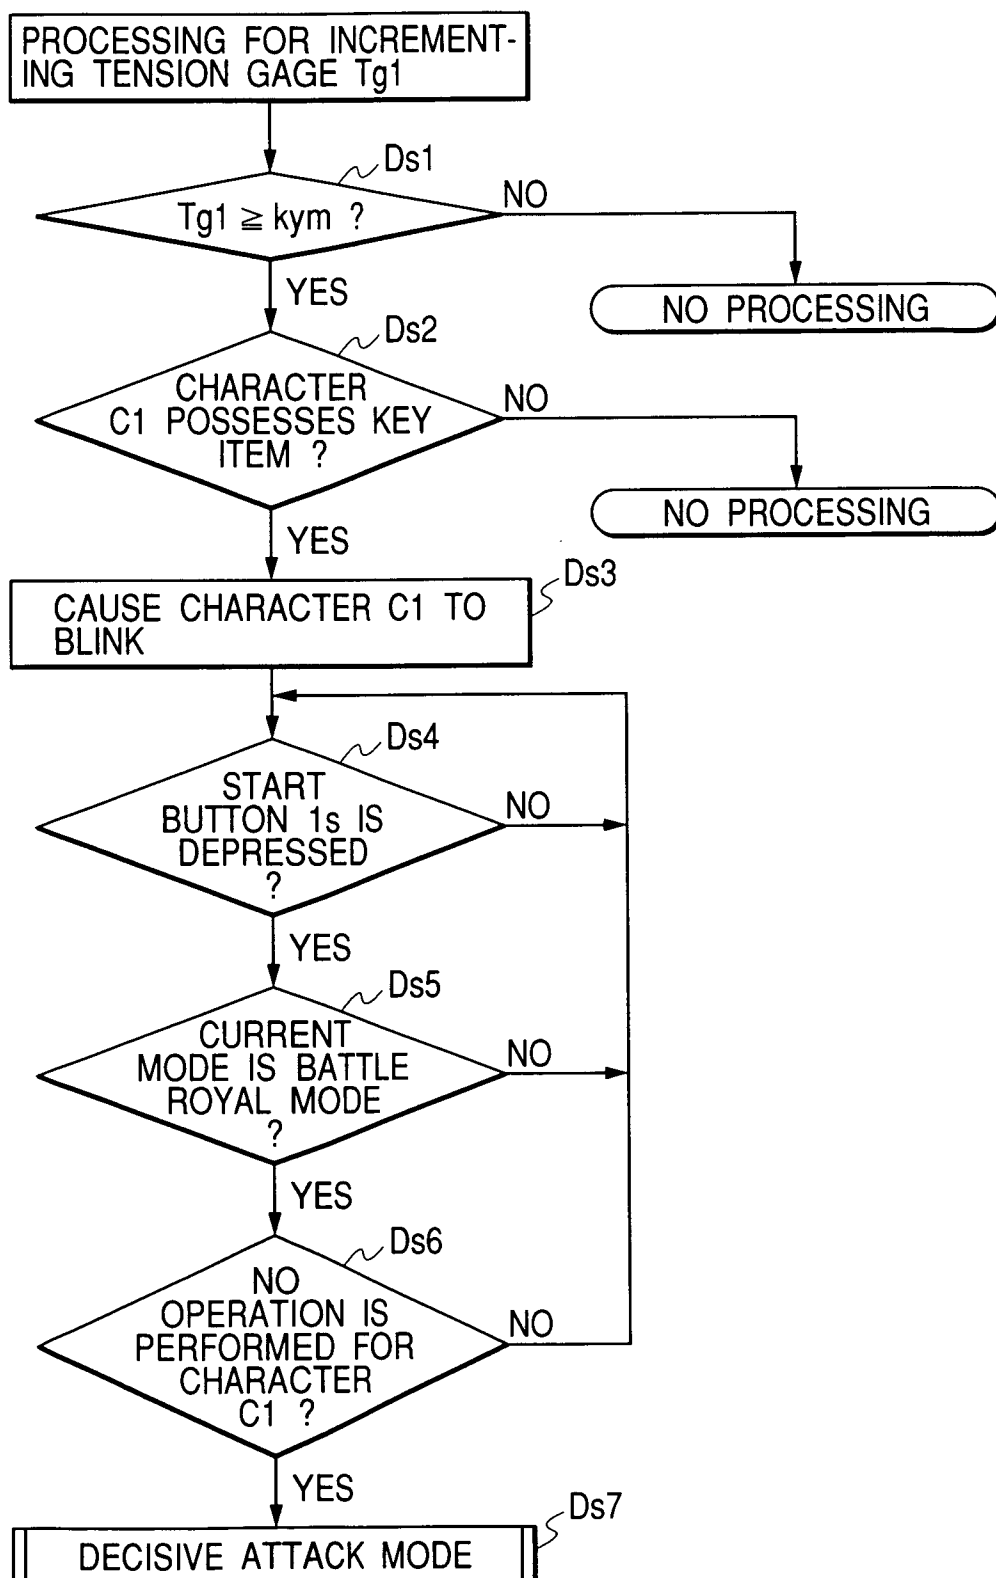 PROCESSING FOR INCREMENT-
ING TENSION GAGE Tg1
Ds1
Tg1 ≧ kym ?
NO
YES
NO PROCESSING
Ds2
CHARACTER
C1 POSSESSES KEY
ITEM ?
NO
YES
NO PROCESSING
Ds3
CAUSE CHARACTER C1 TO
BLINK
Ds4
START
BUTTON 1s IS
DEPRESSED
?
NO
YES
Ds5
CURRENT
MODE IS BATTLE
ROYAL MODE
?
NO
YES
Ds6
NO
OPERATION IS
PERFORMED FOR
CHARACTER
C1 ?
NO
YES
Ds7
DECISIVE ATTACK MODE